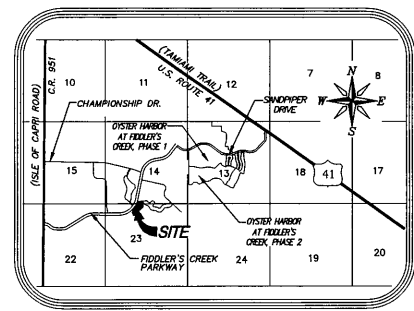 C.R. 951
(ISLE OF CAPRI ROAD)
10
11
(TAMIAMI TRAIL)
U.S. ROUTE 41
12
7
8
N
W
E
S
CHAMPIONSHIP DR.
SANDPIPER
DRIVE
OYSTER HARBOR
AT FIDDLER'S
CREEK, PHASE 1
15
14
13
18
41
17
OYSTER HARBOR
AT FIDDLER'S
CREEK, PHASE 2
SITE
23
22
FIDDLER'S CREEK
PARKWAY
24
19
20